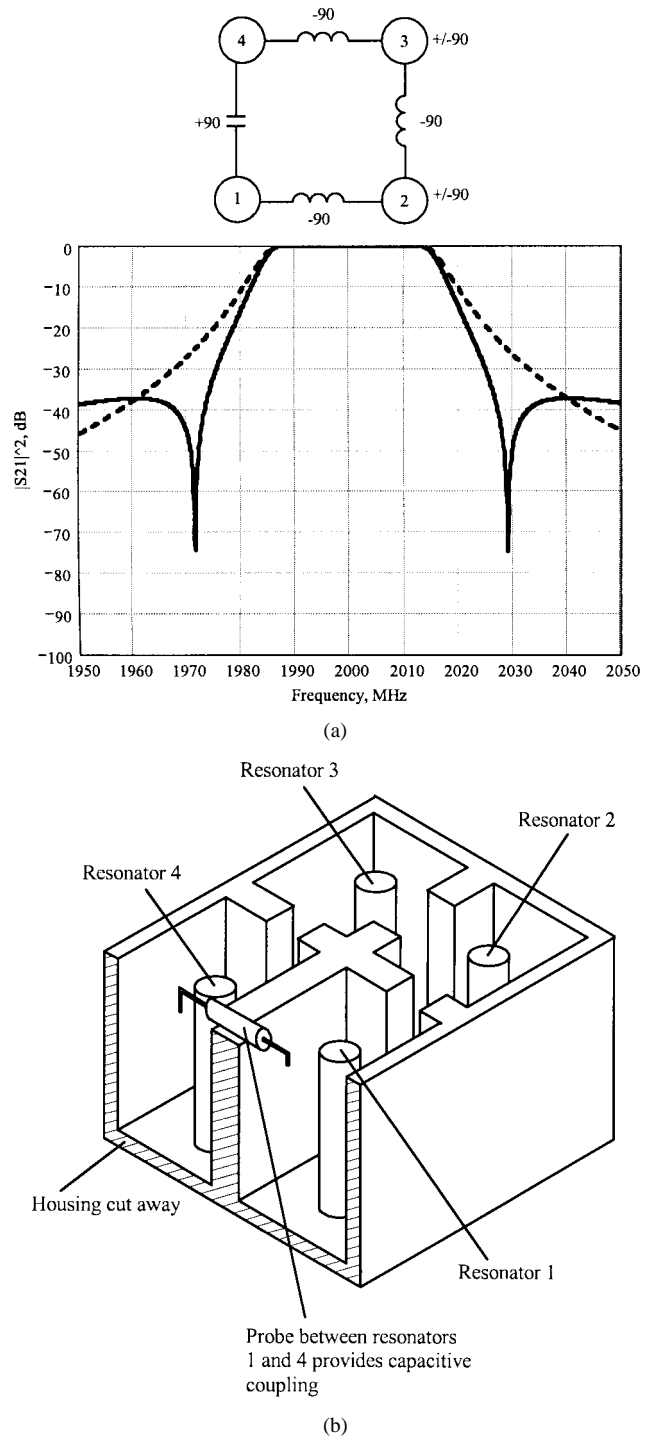 -90
4
3
+/-90
+90
-90
1
2
+/-90
-90
0
−10
−20
−30
−40
−50
−60
−70
−80
−90
−100
|S21|^2, dB
1950 1960 1970 1980 1990 2000 2010 2020 2030 2040 2050
Frequency, MHz
(a)
Resonator 3
Resonator 2
Resonator 4
Housing cut away
Resonator 1
Probe between resonators
1 and 4 provides capacitive
coupling
(b)